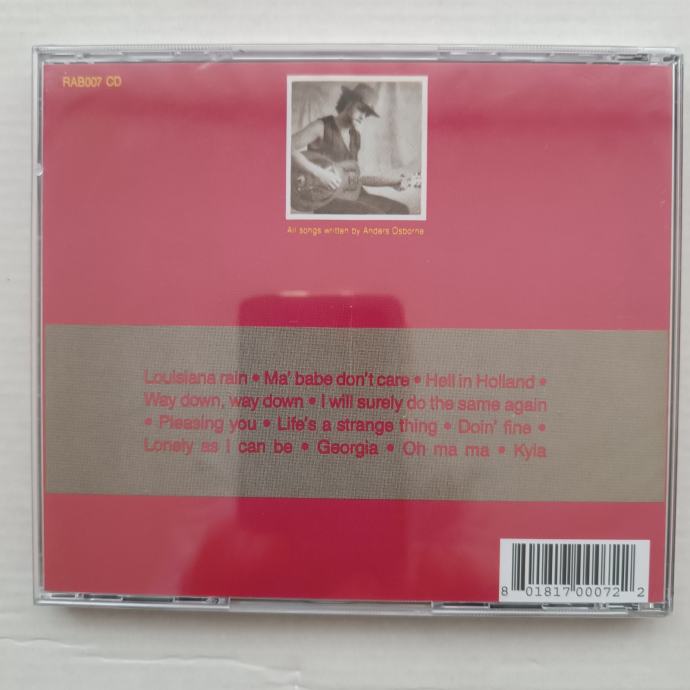 RAB007 CD
All songs written by Anders Osborne
Louisiana rain • Ma' babe don't care • Hell in Holland •
Way down, way down • I will surely do the same again
• Pleasing you • Life's a strange thing • Doin' fine •
Lonely as I can be • Georgia • Oh ma ma • Kyla
8 01817 00072 2